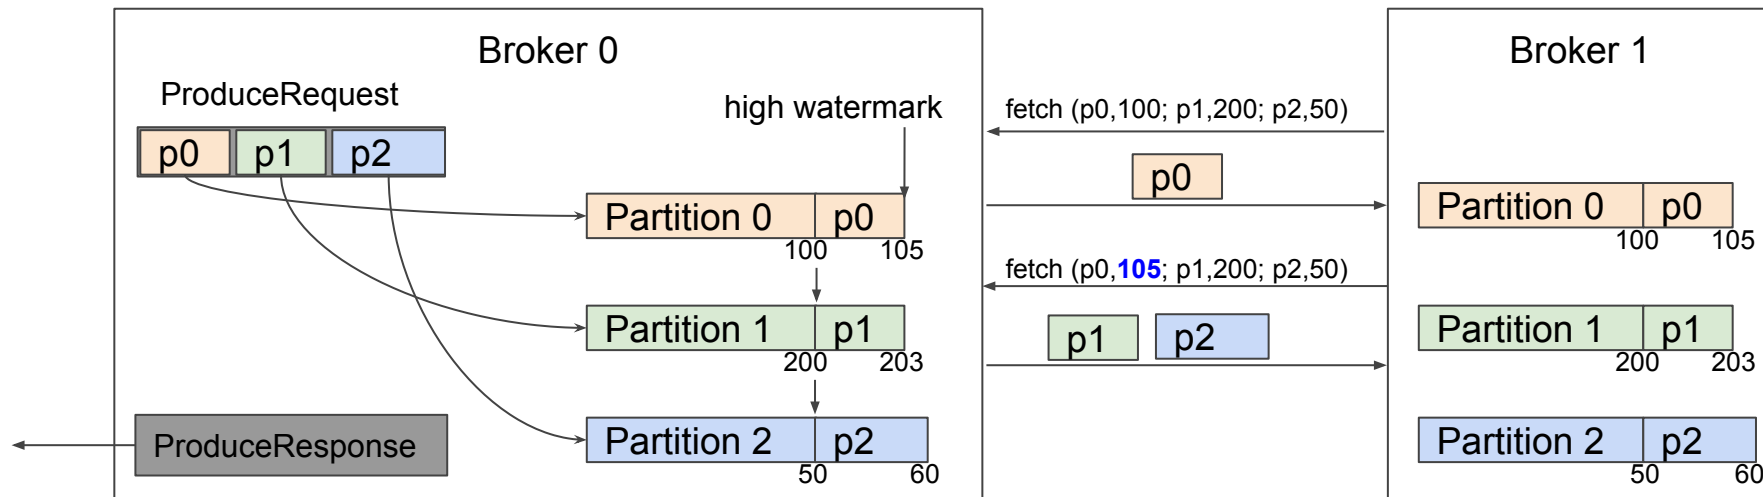 Broker 0
Broker 1
ProduceRequest
high watermark
fetch (p0,100; p1,200; p2,50)
p0 p1 p2
p0
Partition 0 p0
100 105
Partition 0 p0
100 105
fetch (p0,105; p1,200; p2,50)
Partition 1 p1
200 203
p1 p2
Partition 1 p1
200 203
ProduceResponse
Partition 2 p2
50 60
Partition 2 p2
50 60